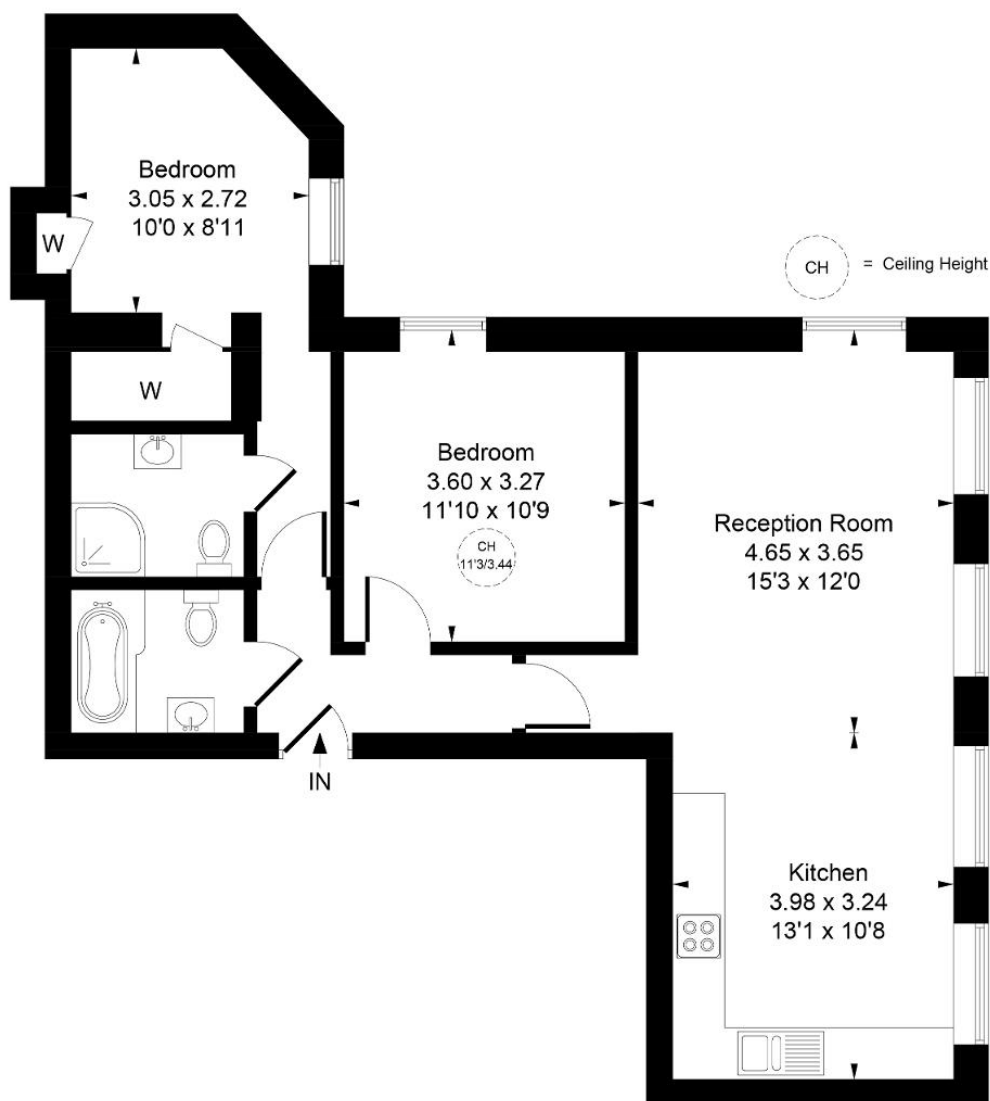 Bedroom
3.05 x 2.72
10'0 x 8'11
W
W
CH
= Ceiling Height
Bedroom
3.60 x 3.27
11'10 x 10'9
CH
11'3/3.44
Reception Room
4.65 x 3.65
15'3 x 12'0
IN
Kitchen
3.98 x 3.24
13'1 x 10'8